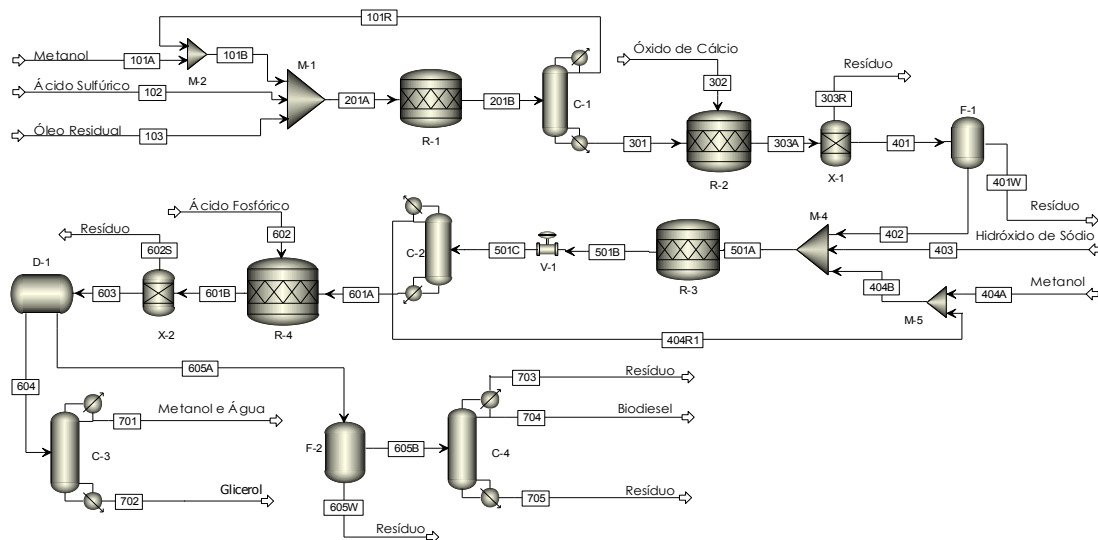 101R
Metanol
101A
101B
M-2
M-1
Ácido Sulfúrico
102
Óleo Residual
103
201A
R-1
201B
C-1
301
Óxido de Cálcio
302
R-2
303A
Resíduo
303R
X-1
401
F-1
401W
Resíduo
402
M-4
Hidróxido de Sódio
403
Metanol
404A
404B
M-5
404R1
501A
R-3
501B
V-1
501C
C-2
601A
Ácido Fosfórico
602
R-4
601B
Resíduo
602S
X-2
603
D-1
604
605A
Metanol e Água
701
C-3
702
Glicerol
F-2
605B
605W
Resíduo
C-4
703
Resíduo
704
Biodiesel
705
Resíduo